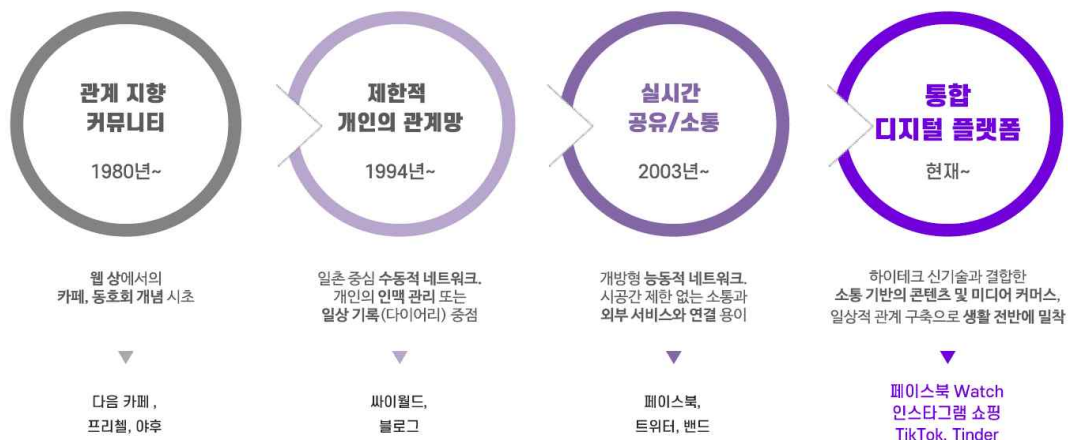 관계 지향
커뮤니티
1980년~
웹 상에서의
카페, 동호회 개념 시초
다음 카페 ,
프리첼, 야후
제한적
개인의 관계망
1994년~
일촌 중심 수동적 네트워크.
개인의 인맥 관리 또는
일상 기록(다이어리) 중점
싸이월드,
블로그
실시간
공유/소통
2003년~
개방형 능동적 네트워크.
시공간 제한 없는 소통과
외부 서비스와 연결 용이
페이스북,
트위터, 밴드
통합
디지털 플랫폼
현재~
하이테크 신기술과 결합한
소통 기반의 콘텐츠 및 미디어 커머스,
일상적 관계 구축으로 생활 전반에 밀착
페이스북 Watch
인스타그램 쇼핑
TikTok, Tinder